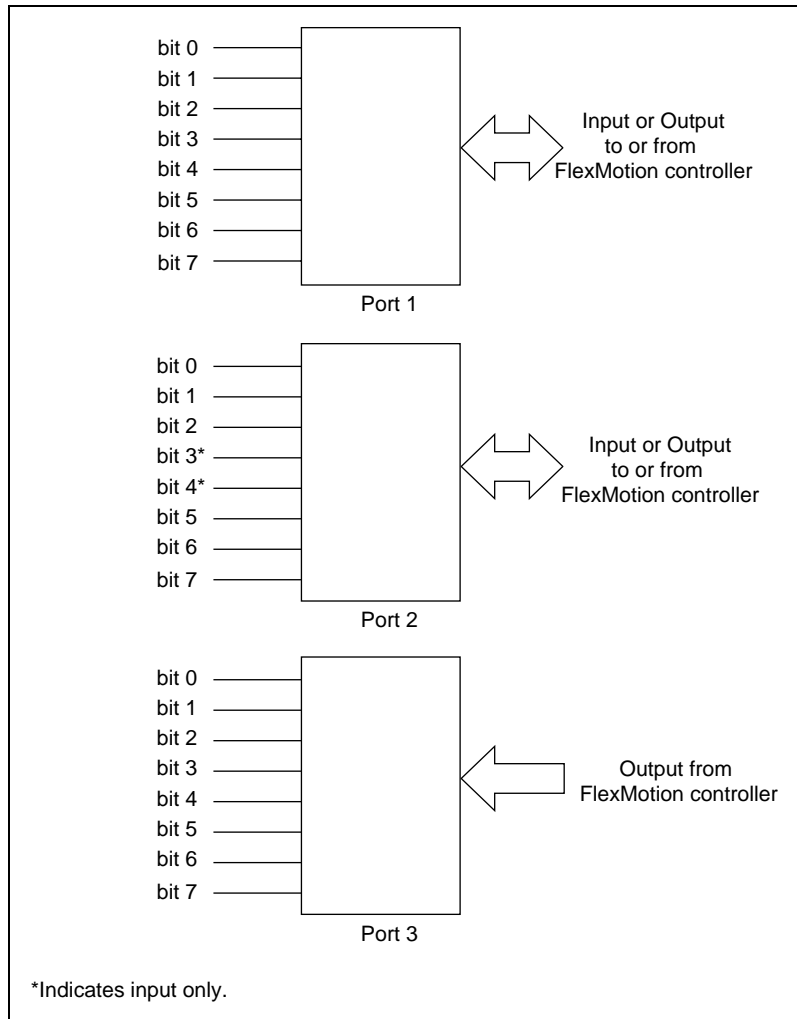 bit 0
bit 1
bit 2
bit 3
bit 4
bit 5
bit 6
bit 7
Input or Output
to or from
FlexMotion controller
Port 1
bit 0
bit 1
bit 2
bit 3*
bit 4*
bit 5
bit 6
bit 7
Input or Output
to or from
FlexMotion controller
Port 2
bit 0
bit 1
bit 2
bit 3
bit 4
bit 5
bit 6
bit 7
Output from
FlexMotion controller
Port 3
*Indicates input only.